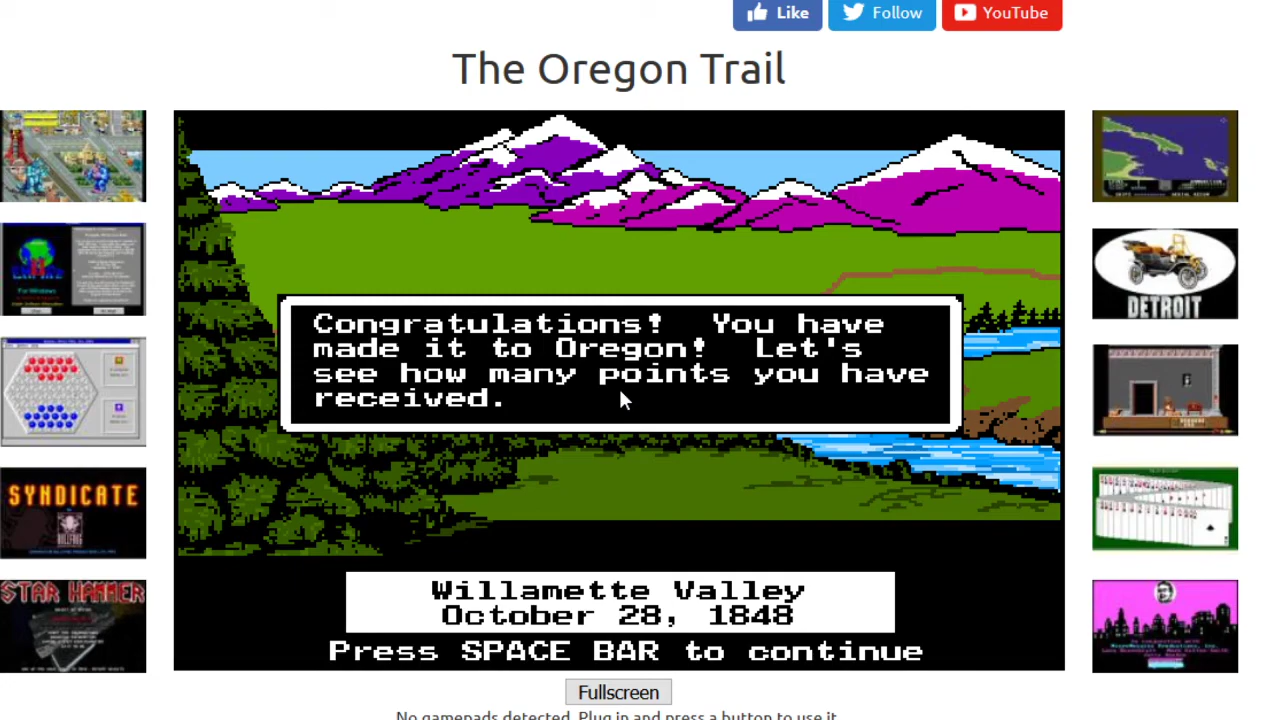 Like Follow YouTube
The Oregon Trail
Congratulations! You have
made it to Oregon! Let's
see how many points you have
received.
SYNDICATE
STAR HAMMER
DETROIT
Willamette Valley
October 28, 1848
Press SPACE BAR to continue
Fullscreen
No gamepads detected. Plug in and press a button to use it